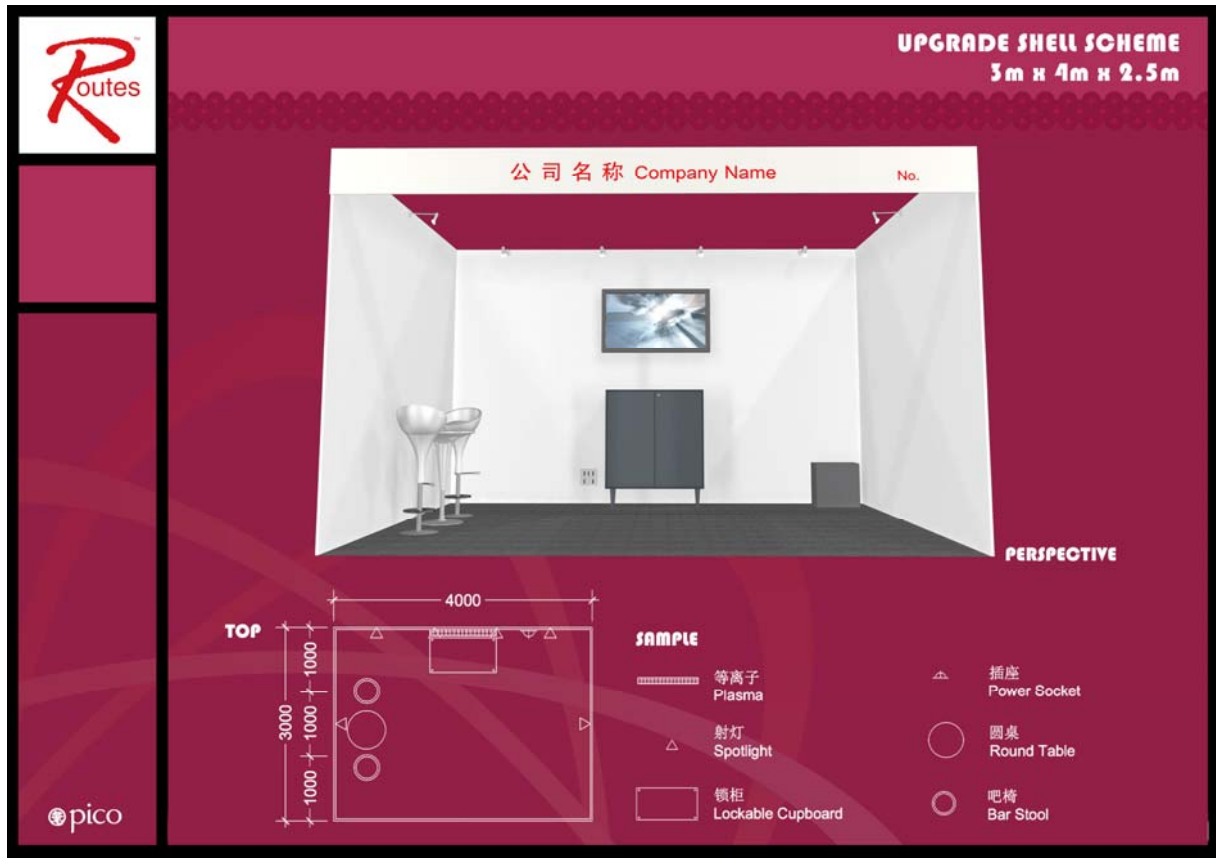 Routes
UPGRADE SHELL SCHEME
3m x 4m x 2.5m
公司名称 Company Name
No.
PERSPECTIVE
TOP
4000
3000
1000
1000
1000
SAMPLE
等离子
Plasma
射灯
Spotlight
锁柜
Lockable Cupboard
插座
Power Socket
圆桌
Round Table
吧椅
Bar Stool
pico